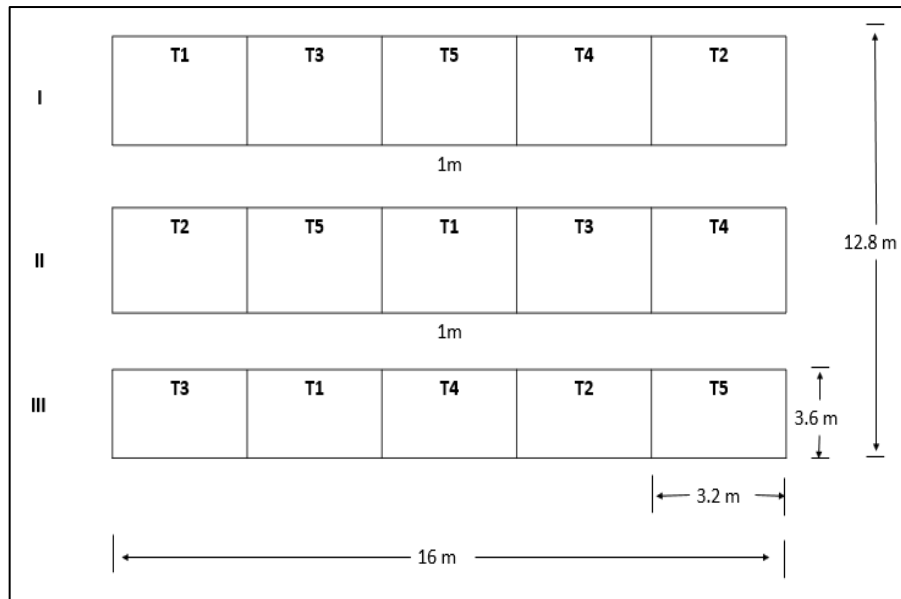 T1 T3 T5 T4 T2
I
1m
T2 T5 T1 T3 T4
II
12.8 m
1m
T3 T1 T4 T2 T5
III
3.6 m
3.2 m
16 m